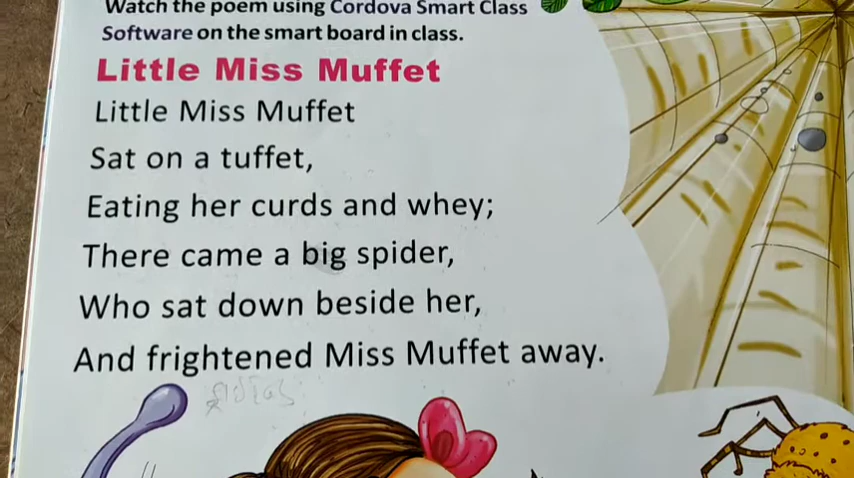 Watch the poem using Cordova Smart Class
Software on the smart board in class.
Little Miss Muffet
Little Miss Muffet
Sat on a tuffet,
Eating her curds and whey;
There came a big spider,
Who sat down beside her,
And frightened Miss Muffet away.